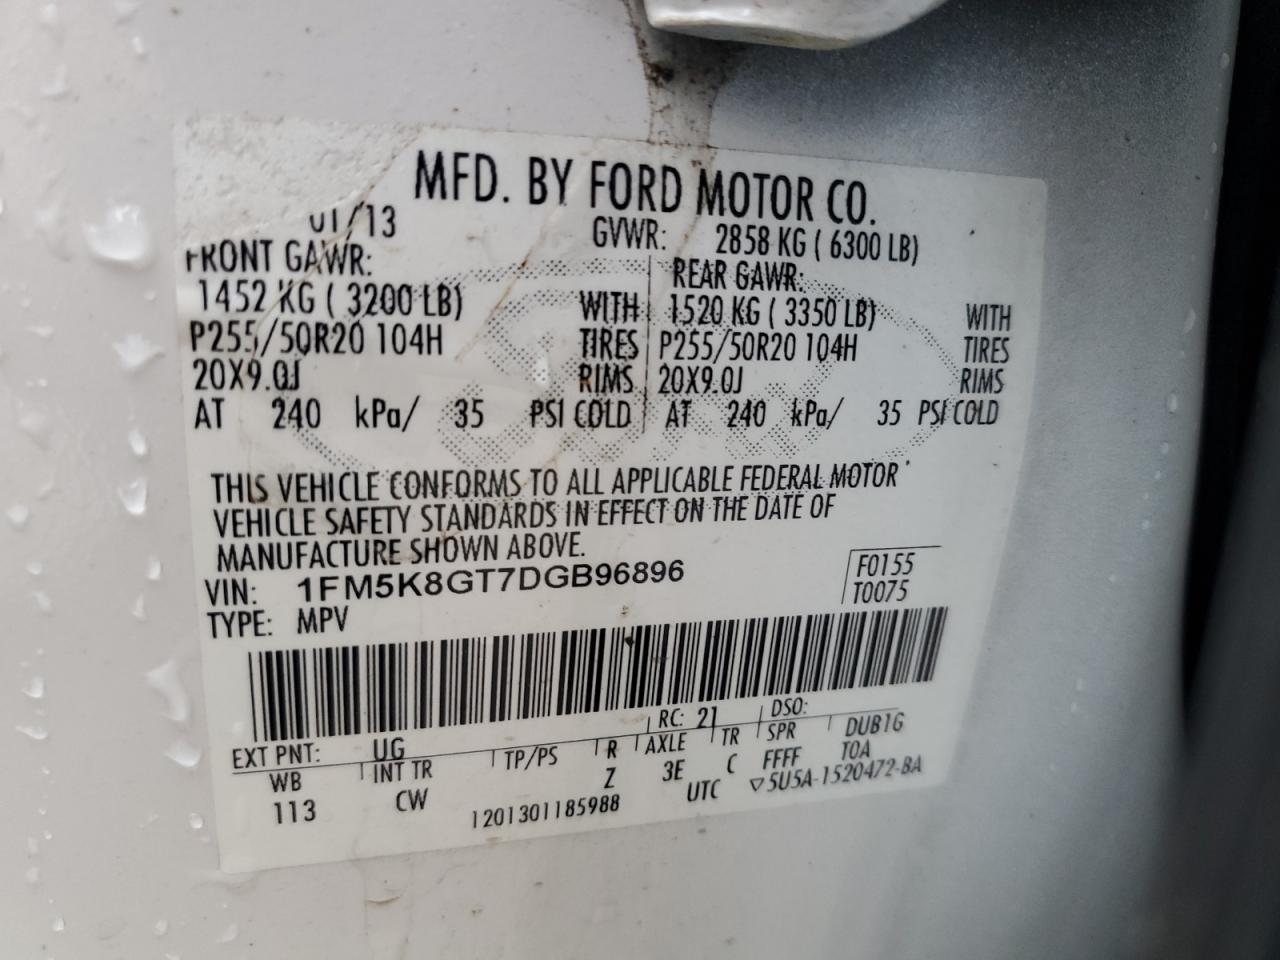 MFD. BY FORD MOTOR CO.
01/13 GVWR: 2858 KG ( 6300 LB)
FRONT GAWR: REAR GAWR:
1452 KG ( 3200 LB) WITH 1520 KG ( 3350 LB) WITH
P255/50R20 104H TIRES P255/50R20 104H TIRES
20X9.0J RIMS 20X9.0J RIMS
AT 240 kPa/ 35 PSI COLD AT 240 kPa/ 35 PSI COLD
THIS VEHICLE CONFORMS TO ALL APPLICABLE FEDERAL MOTOR
VEHICLE SAFETY STANDARDS IN EFFECT ON THE DATE OF
MANUFACTURE SHOWN ABOVE.
VIN: 1FM5K8GT7DGB96896 F0155
TYPE: MPV T0075
EXT PNT: UG RC: 21 DSO:
WB INT TR TP/PS R AXLE TR SPR DUB1G
113 CW Z 3E C FFFF TOA
1201301185988 UTC ▽5U5A-1520472-BA